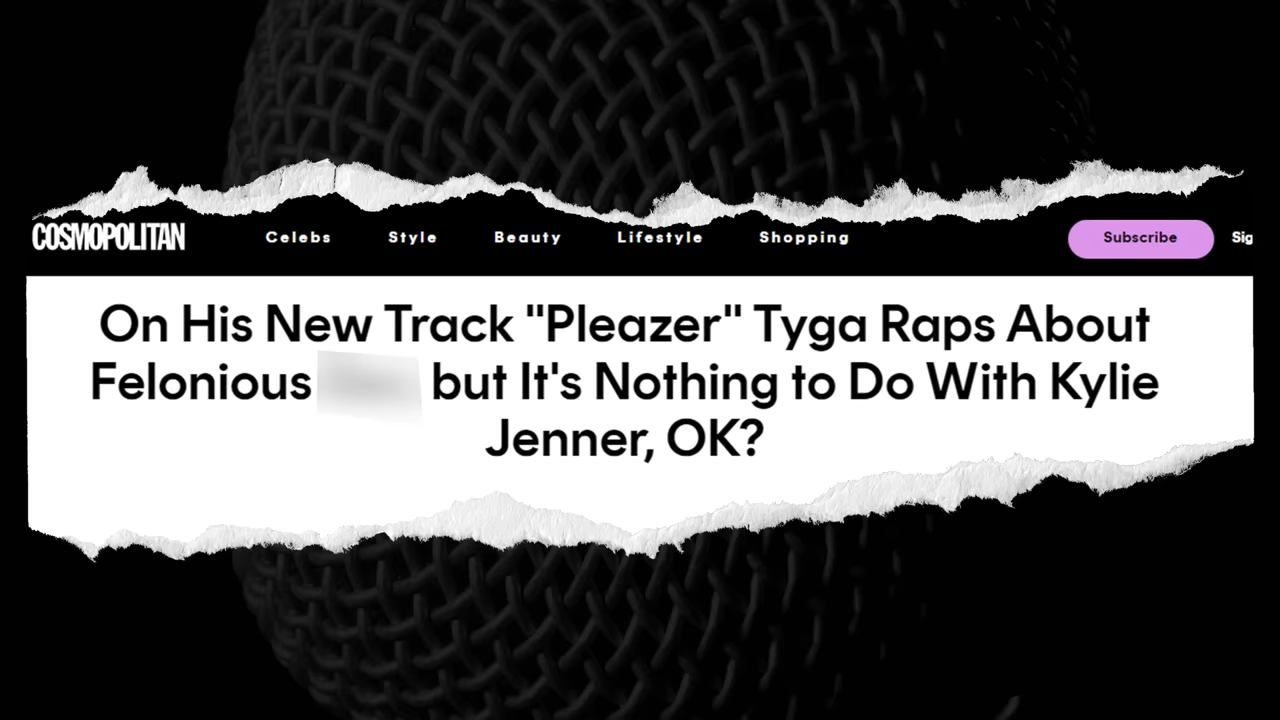 COSMOPOLITAN Celebs Style Beauty Lifestyle Shopping Subscribe Sig
On His New Track "Pleazer" Tyga Raps About
Felonious but It's Nothing to Do With Kylie
Jenner, OK?